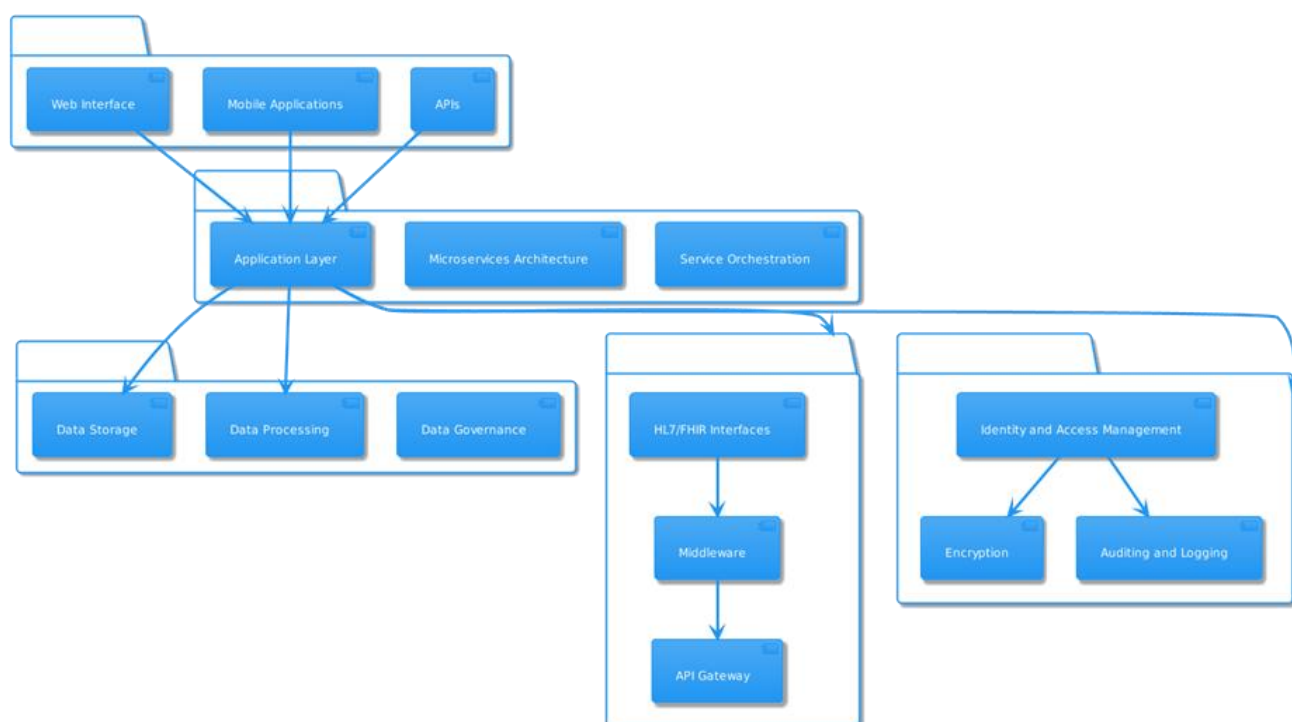 Web Interface
Mobile Applications
APIs
Application Layer
Microservices Architecture
Service Orchestration
Data Storage
Data Processing
Data Governance
HL7/FHIR Interfaces
Identity and Access Management
Middleware
Encryption
Auditing and Logging
API Gateway